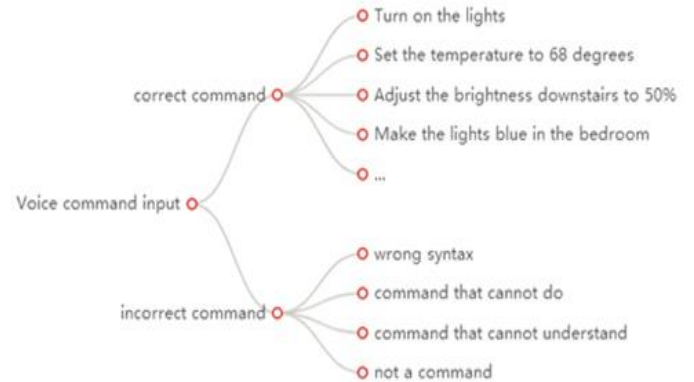 Turn on the lights
Set the temperature to 68 degrees
correct command
Adjust the brightness downstairs to 50%
Make the lights blue in the bedroom
...
Voice command input
wrong syntax
command that cannot do
incorrect command
command that cannot understand
not a command